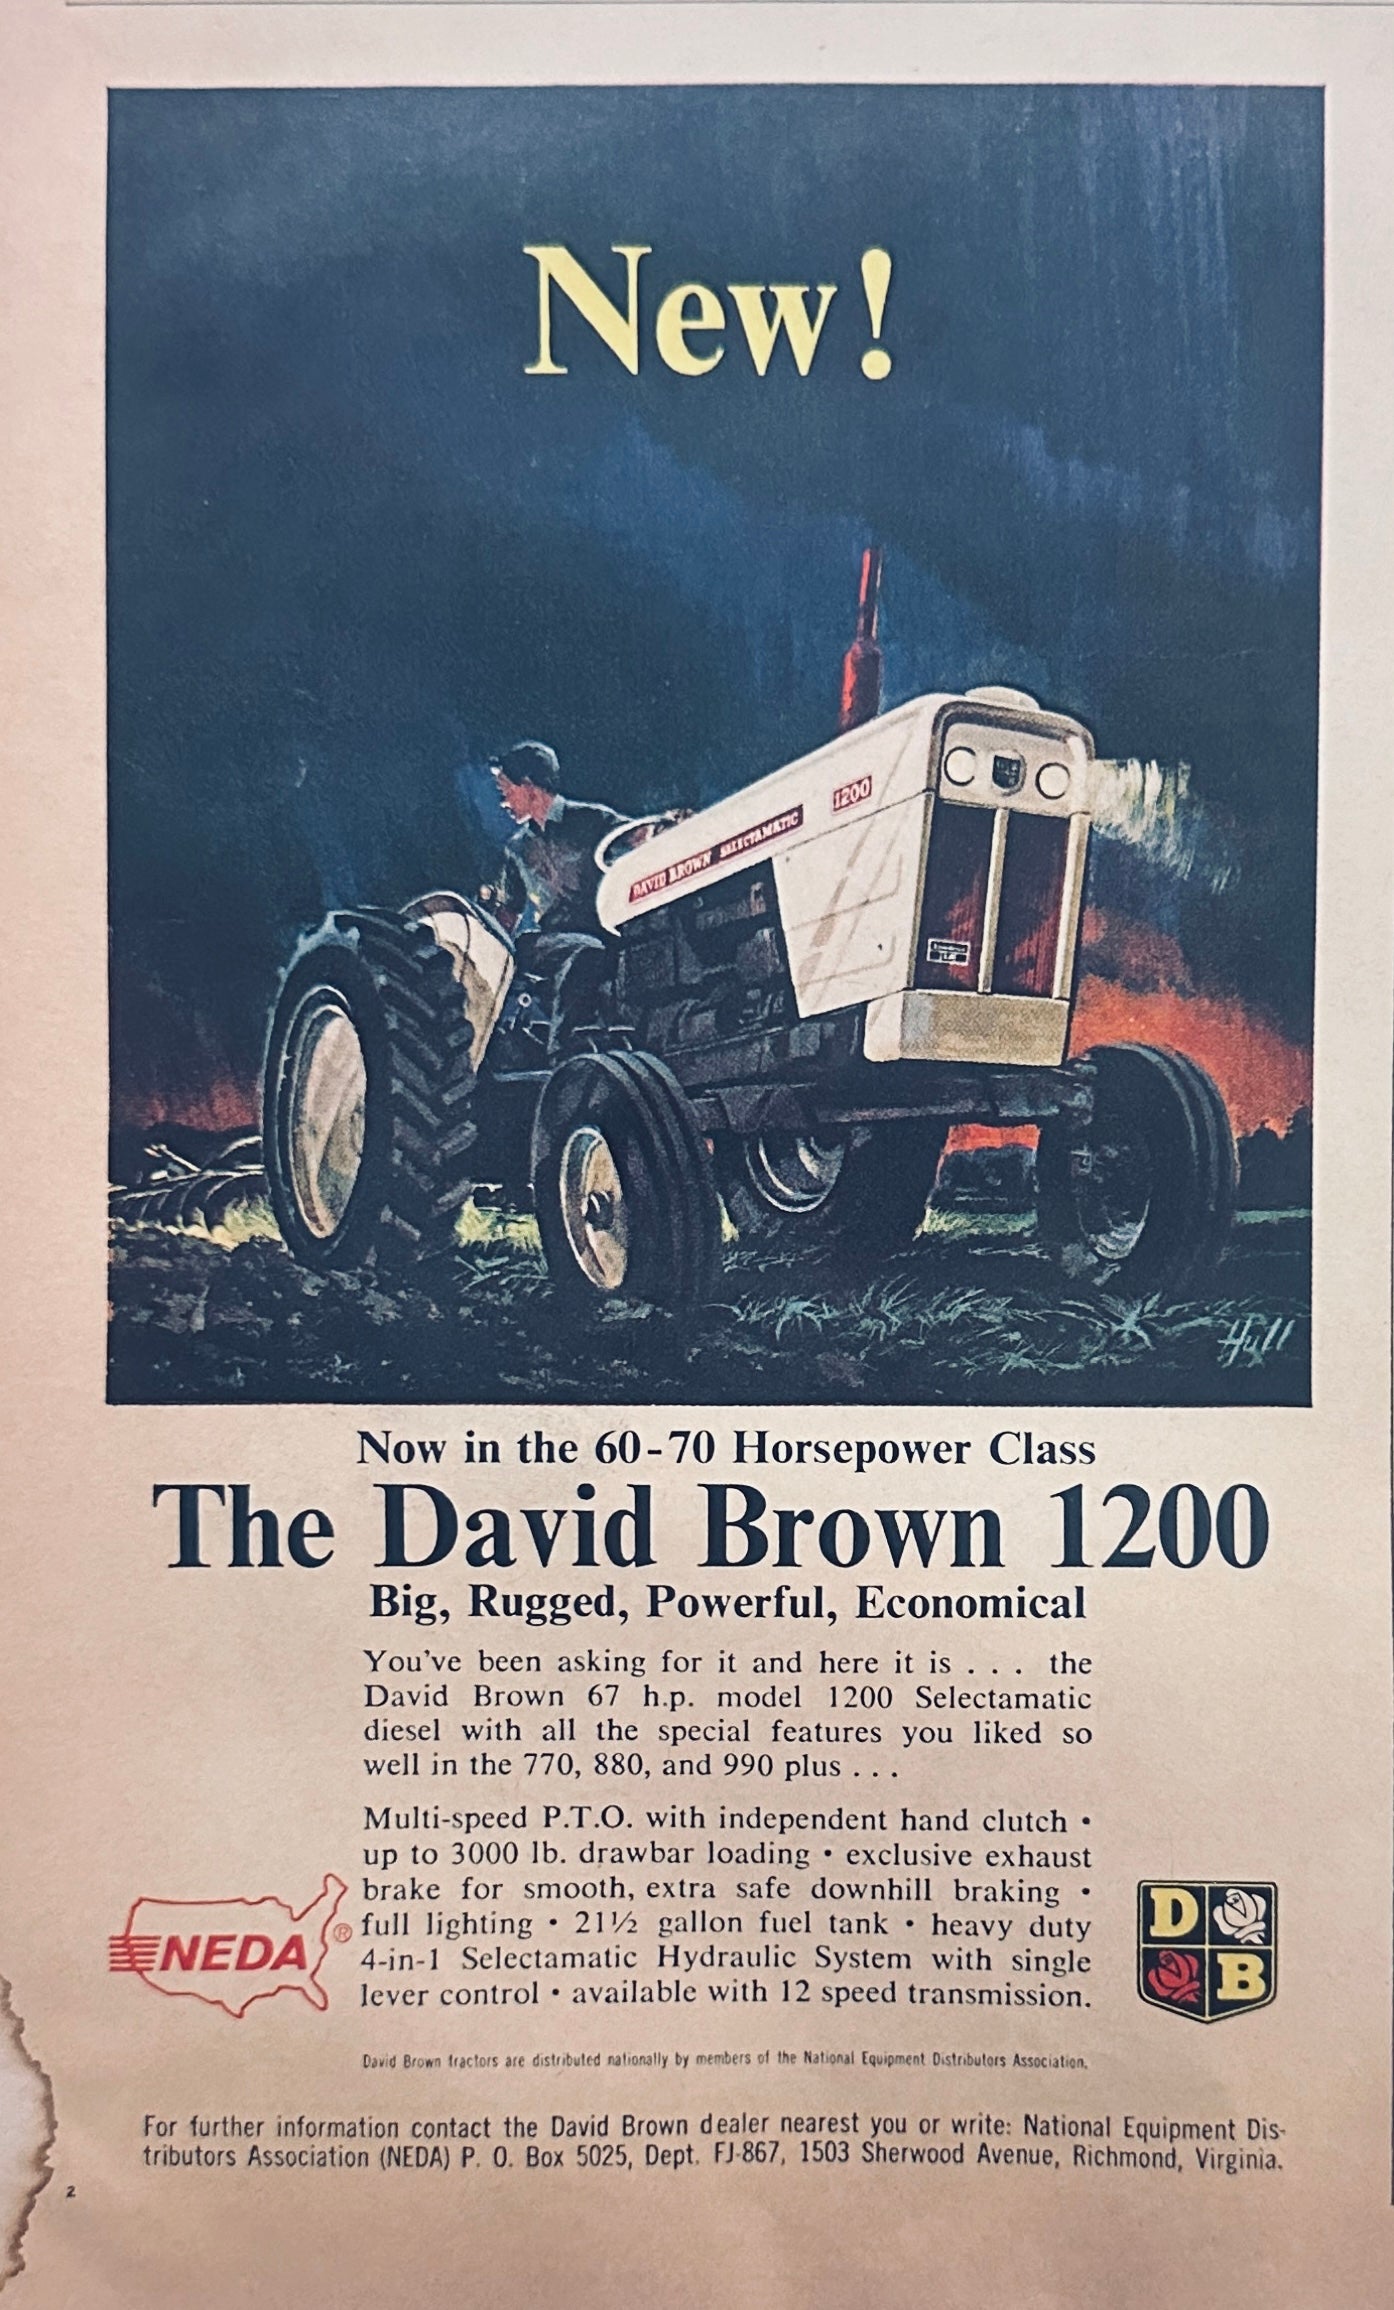 New!
1200
DAVID BROWN SELECTAMATIC
Hull
Now in the 60-70 Horsepower Class
The David Brown 1200
Big, Rugged, Powerful, Economical
You've been asking for it and here it is . . . the
David Brown 67 h.p. model 1200 Selectamatic
diesel with all the special features you liked so
well in the 770, 880, and 990 plus . . .
Multi-speed P.T.O. with independent hand clutch •
up to 3000 lb. drawbar loading • exclusive exhaust
brake for smooth, extra safe downhill braking •
full lighting • 21½ gallon fuel tank • heavy duty
4-in-1 Selectamatic Hydraulic System with single
lever control • available with 12 speed transmission.
NEDA®
D
B
David Brown tractors are distributed nationally by members of the National Equipment Distributors Association.
For further information contact the David Brown dealer nearest you or write: National Equipment Dis-
tributors Association (NEDA) P. O. Box 5025, Dept. FJ-867, 1503 Sherwood Avenue, Richmond, Virginia.
2